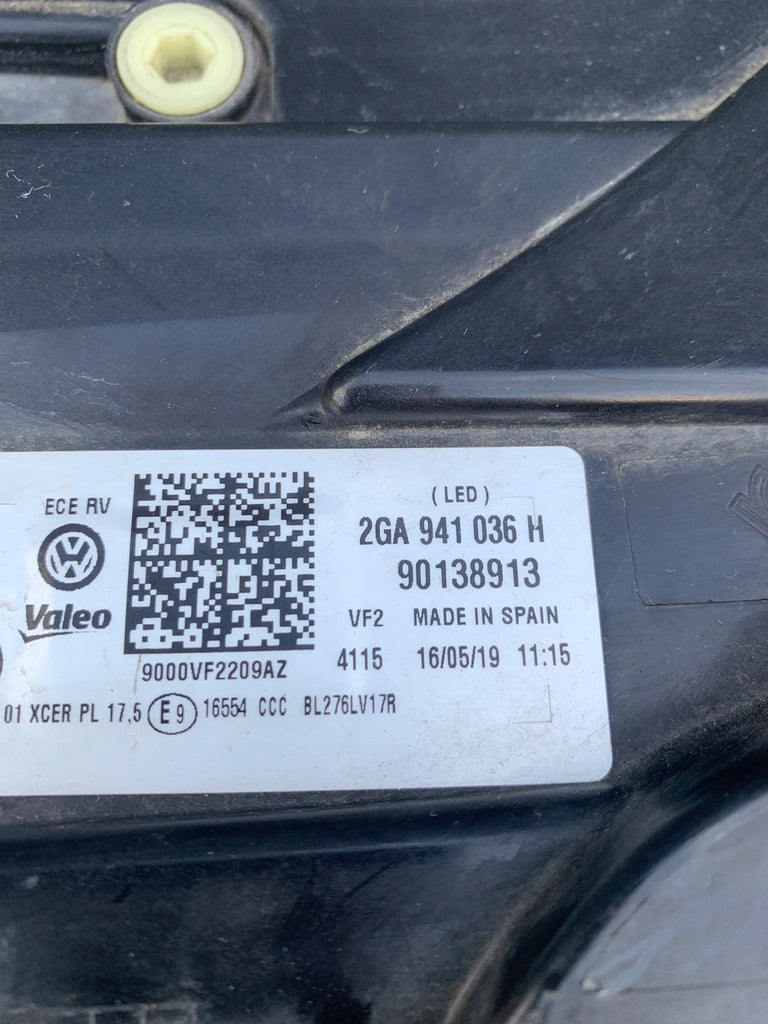 (LED)
ECE RV
2GA 941 036 H
90138913
VW
Valeo
VF2 MADE IN SPAIN
9000VF2209AZ
4115 16/05/19 11:15
01 XCER PL 17,5 E9 16554 CCC BL276LV17R